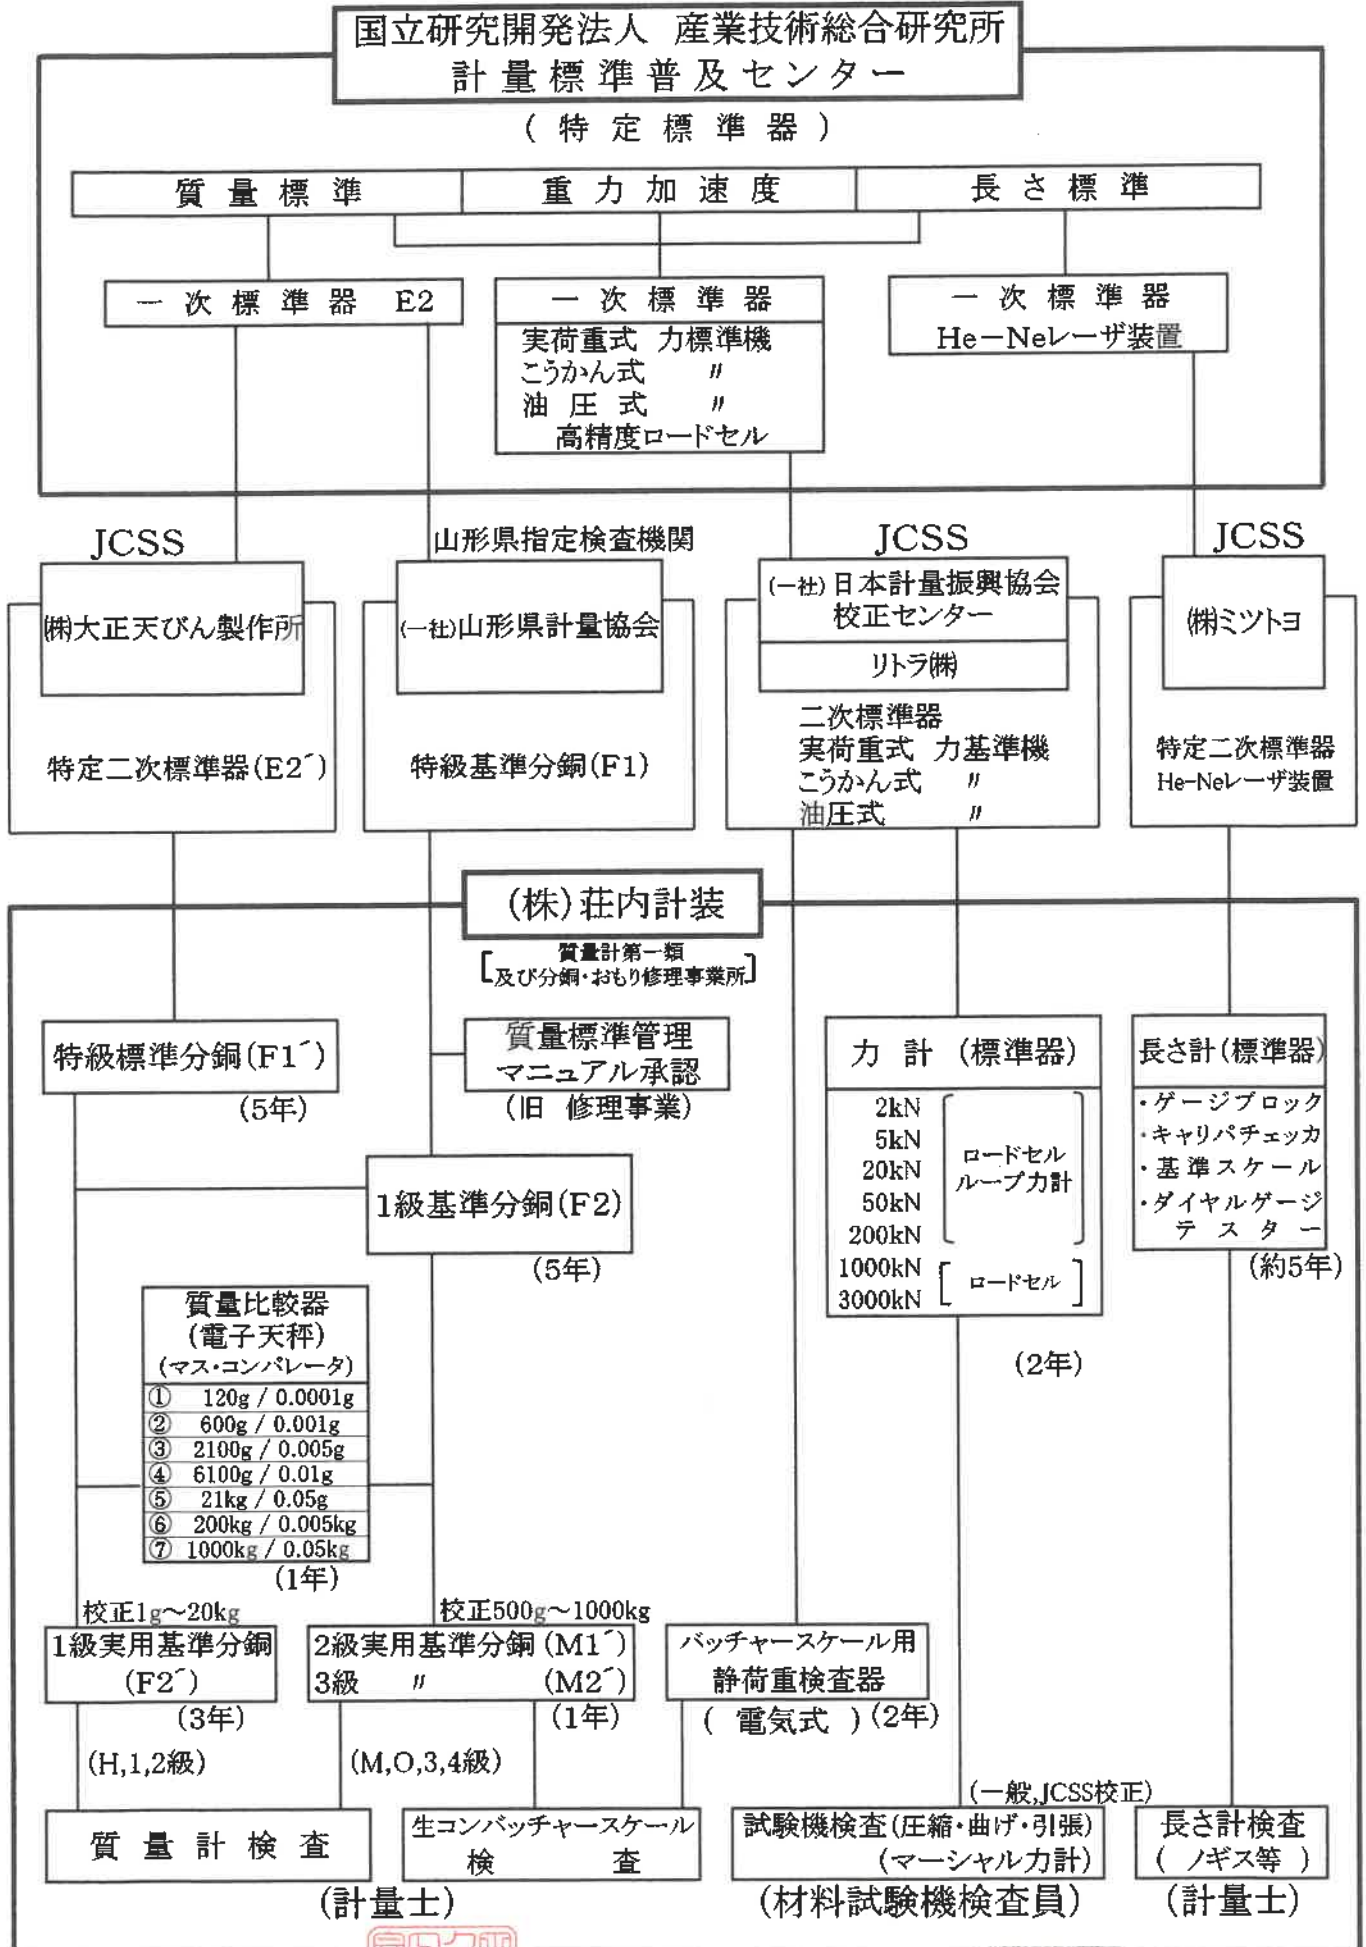 国立研究開発法人 産業技術総合研究所
計量標準普及センター
(特定標準器)
質量標準
重力加速度
長さ標準
一次標準器 E2
一次標準器
実荷重式 力標準機
こうかん式 〃
油圧式 〃
高精度ロードセル
一次標準器
He-Neレーザ装置
JCSS
㈱大正天びん製作所
特定二次標準器(E2´)
山形県指定検査機関
(一社)山形県計量協会
特級基準分銅(F1)
JCSS
(一社)日本計量振興協会
校正センター
リトラ㈱
二次標準器
実荷重式 力基準機
こうかん式 〃
油圧式 〃
JCSS
㈱ミツトヨ
特定二次標準器
He-Neレーザ装置
(株)荘内計装
[質量計第一類
及び分銅・おもり修理事業所]
特級標準分銅(F1´)
(5年)
質量標準管理
マニュアル承認
(旧 修理事業)
1級基準分銅(F2)
(5年)
質量比較器
(電子天秤)
(マス・コンパレータ)
① 120g / 0.0001g
② 600g / 0.001g
③ 2100g / 0.005g
④ 6100g / 0.01g
⑤ 21kg / 0.05g
⑥ 200kg / 0.005kg
⑦ 1000kg / 0.05kg
(1年)
力計 (標準器)
2kN
5kN
20kN
50kN
200kN
ロードセル
ループ力計
1000kN
3000kN
ロードセル
(2年)
長さ計(標準器)
・ゲージブロック
・キャリパチェッカ
・基準スケール
・ダイヤルゲージ
テスター
(約5年)
校正1g～20kg
1級実用基準分銅
(F2´)
(3年)
校正500g～1000kg
2級実用基準分銅(M1´)
3級 〃 (M2´)
(1年)
バッチャースケール用
静荷重検査器
(電気式)(2年)
(H,1,2級)
(M,O,3,4級)
質量計検査
生コンバッチャースケール
検査
(計量士)
(一般,JCSS校正)
試験機検査(圧縮・曲げ・引張)
(マーシャル力計)
(材料試験機検査員)
長さ計検査
(ノギス等)
(計量士)